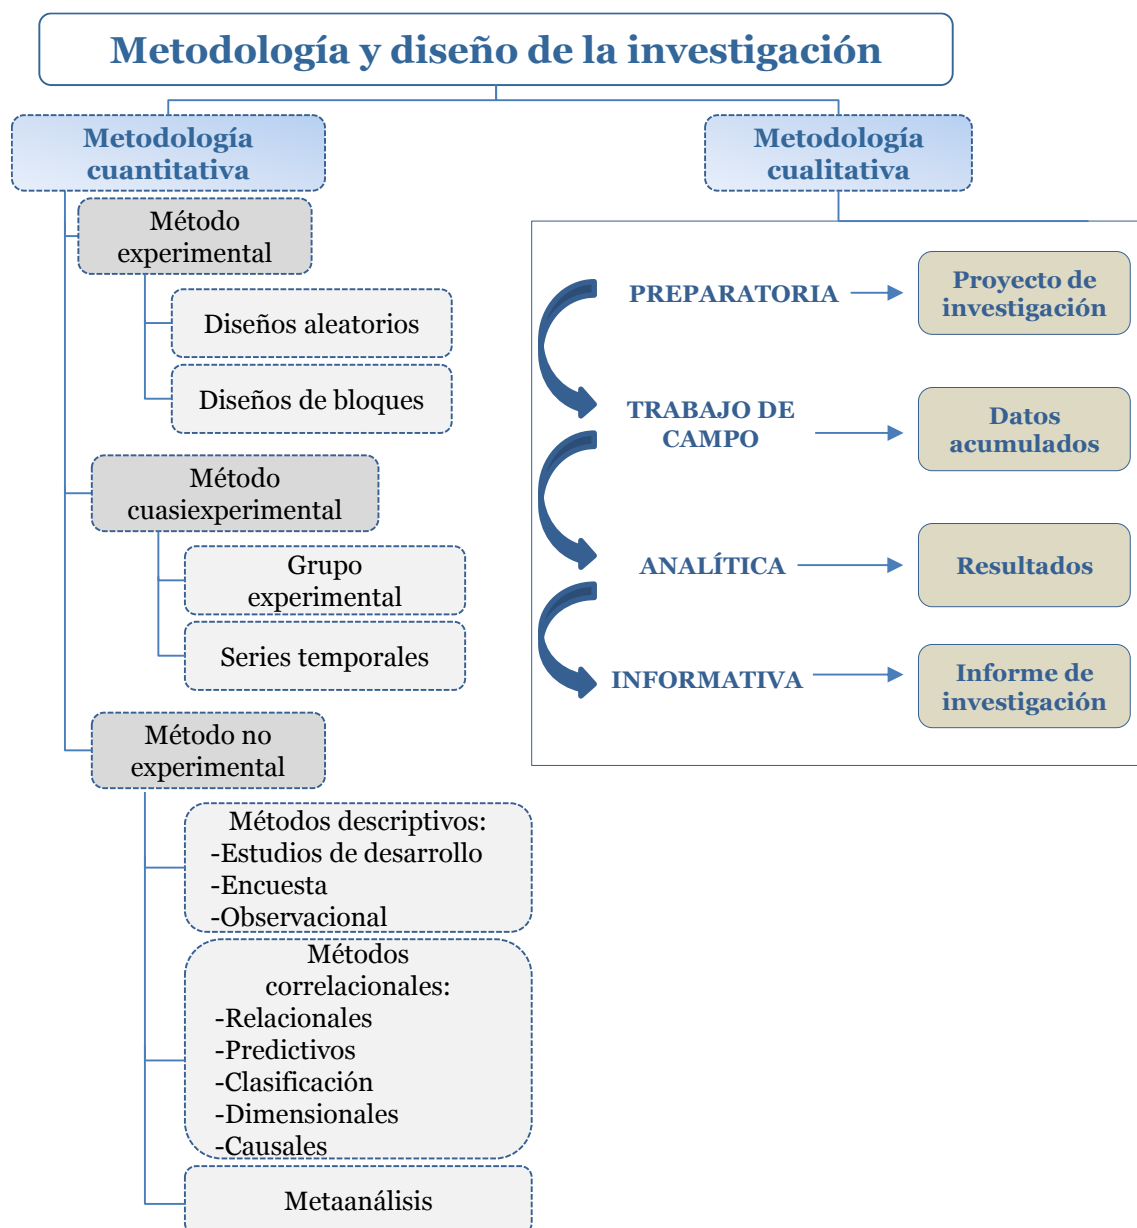 Metodología y diseño de la investigación
Metodología
cuantitativa
Método
experimental
Diseños aleatorios
Diseños de bloques
Método
cuasiexperimental
Grupo
experimental
Series temporales
Método no
experimental
Métodos descriptivos:
-Estudios de desarrollo
-Encuesta
-Observacional
Métodos
correlacionales:
-Relacionales
-Predictivos
-Clasificación
-Dimensionales
-Causales
Metaanálisis
Metodología
cualitativa
PREPARATORIA
Proyecto de
investigación
TRABAJO DE
CAMPO
Datos
acumulados
ANALÍTICA
Resultados
INFORMATIVA
Informe de
investigación